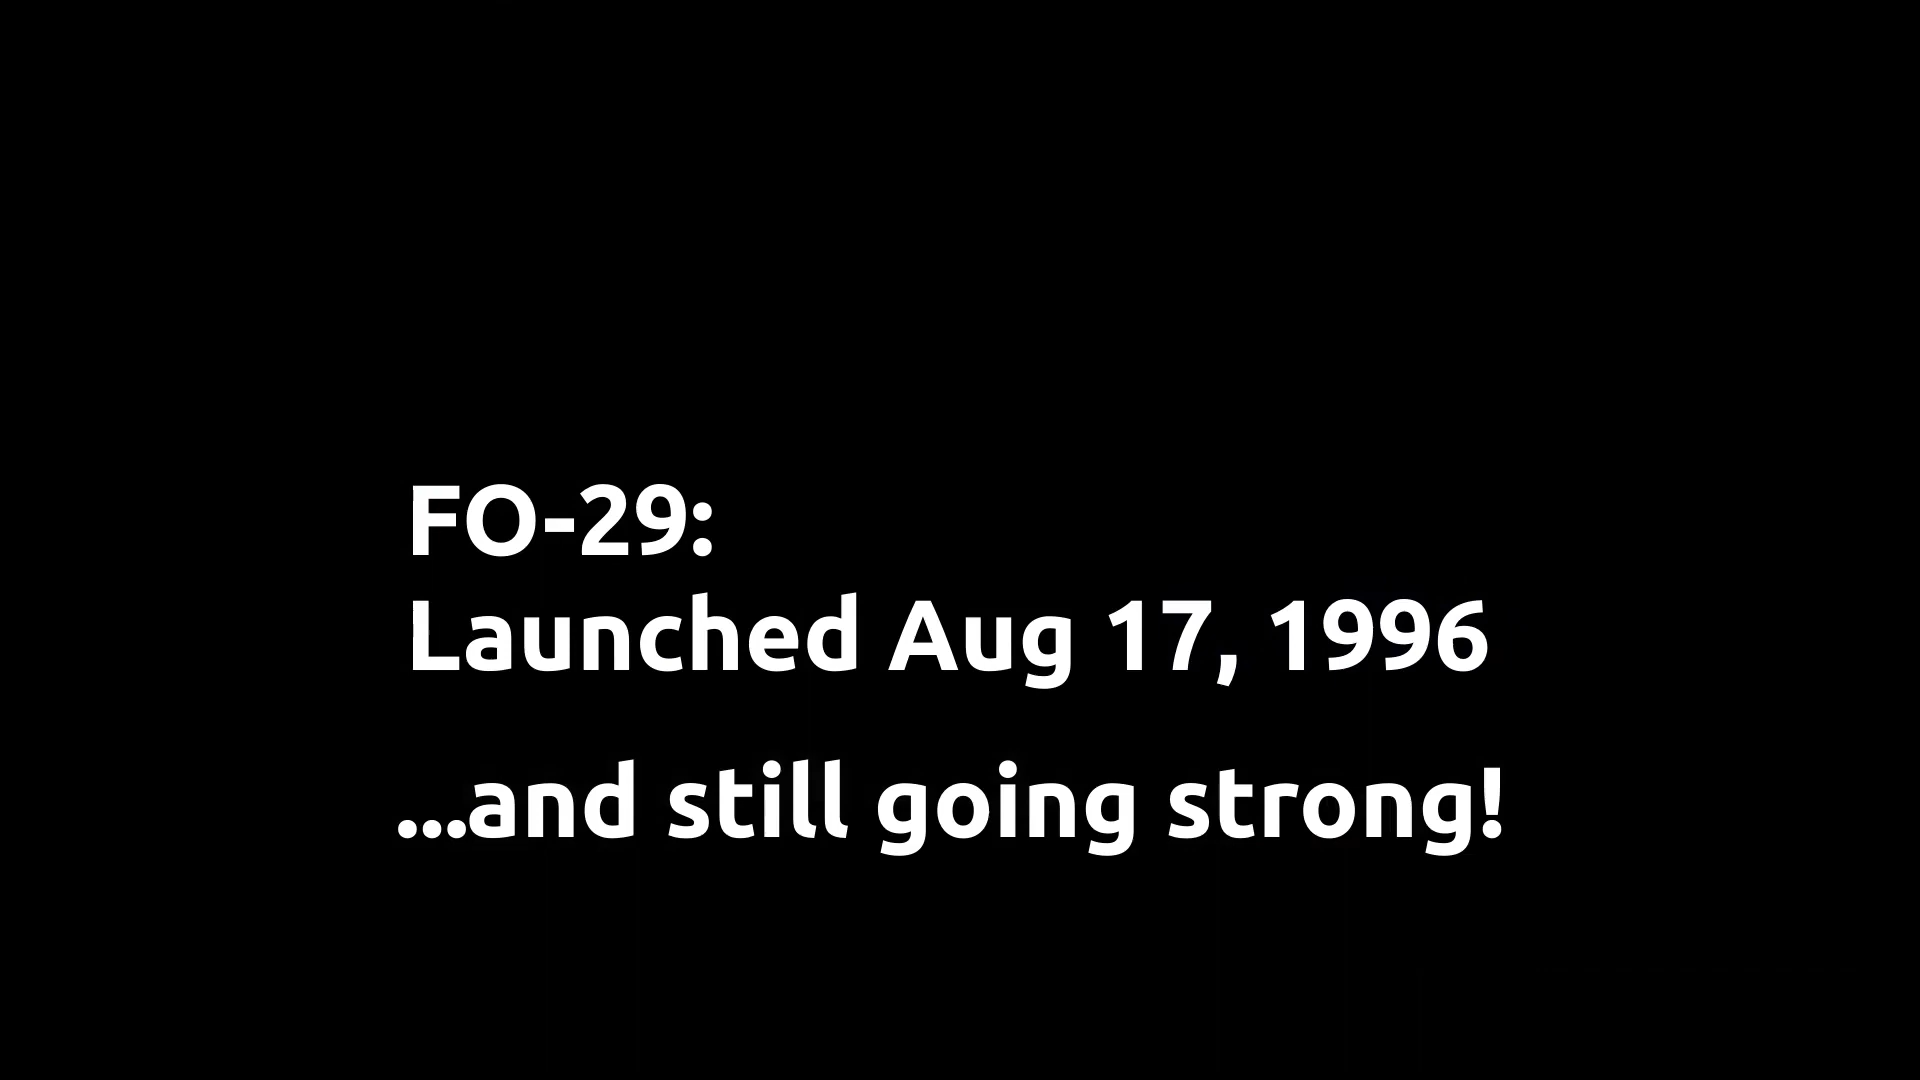 FO-29:
Launched Aug 17, 1996
...and still going strong!